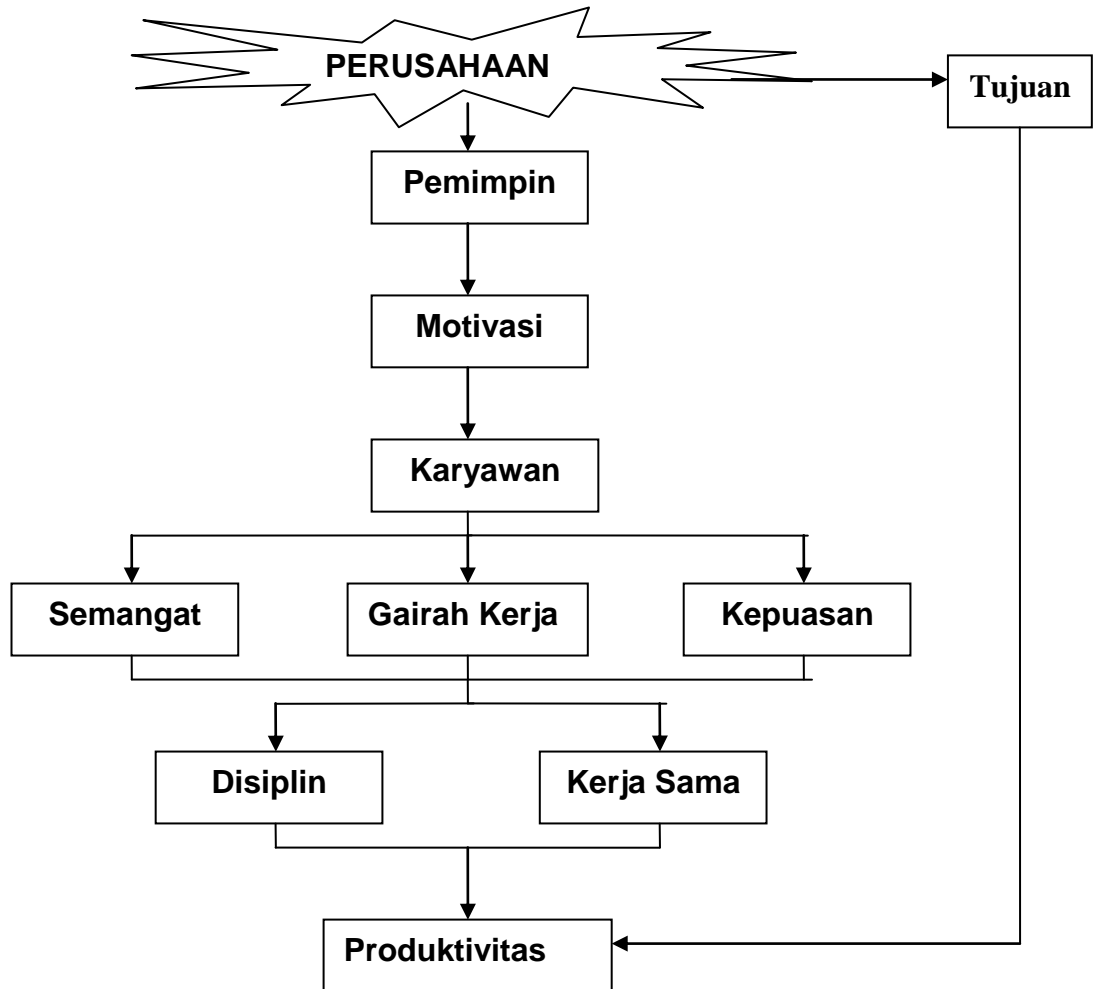 PERUSAHAAN
Tujuan
Pemimpin
Motivasi
Karyawan
Semangat
Gairah Kerja
Kepuasan
Disiplin
Kerja Sama
Produktivitas